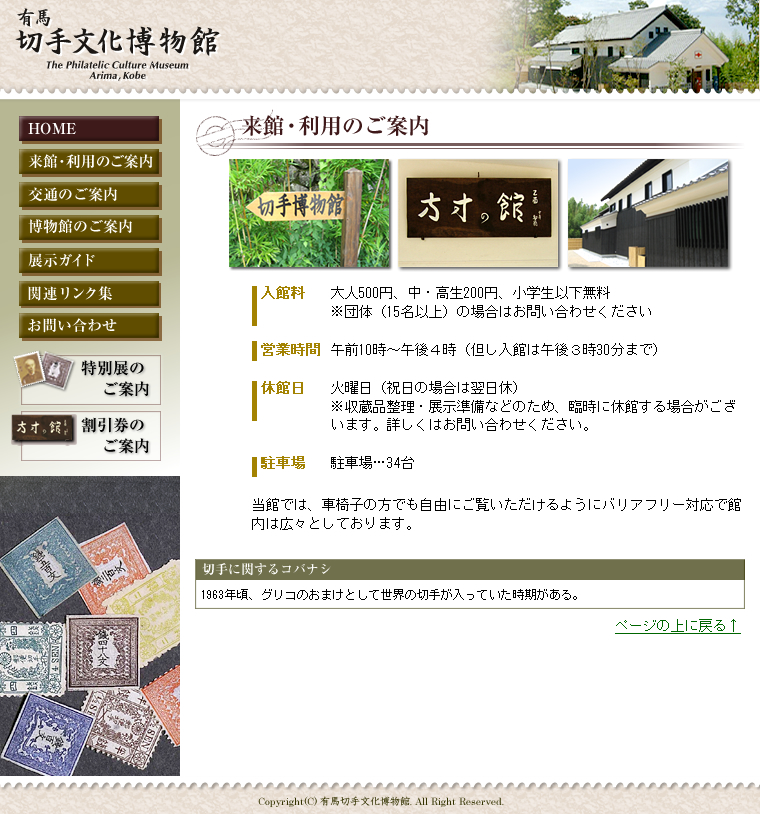 有馬
切手文化博物館
The Philatelic Culture Museum
Arima, Kobe
HOME
来館・利用のご案内
交通のご案内
博物館のご案内
展示ガイド
関連リンク集
お問い合わせ
特別展の
ご案内
割引券の
ご案内
来館・利用のご案内
切手博物館
方寸の館
入館料 大人500円、中・高生200円、小学生以下無料
※団体（15名以上）の場合はお問い合わせください
営業時間 午前10時～午後４時（但し入館は午後３時30分まで）
休館日 火曜日（祝日の場合は翌日休）
※収蔵品整理・展示準備などのため、臨時に休館する場合がござ
います。詳しくはお問い合わせください。
駐車場 駐車場…34台
当館では、車椅子の方でも自由にご覧いただけるようにバリアフリー対応で館
内は広々としております。
切手に関するコバナシ
1963年頃、グリコのおまけとして世界の切手が入っていた時期がある。
ページの上に戻る↑
Copyright(C) 有馬切手文化博物館. All Right Reserved.